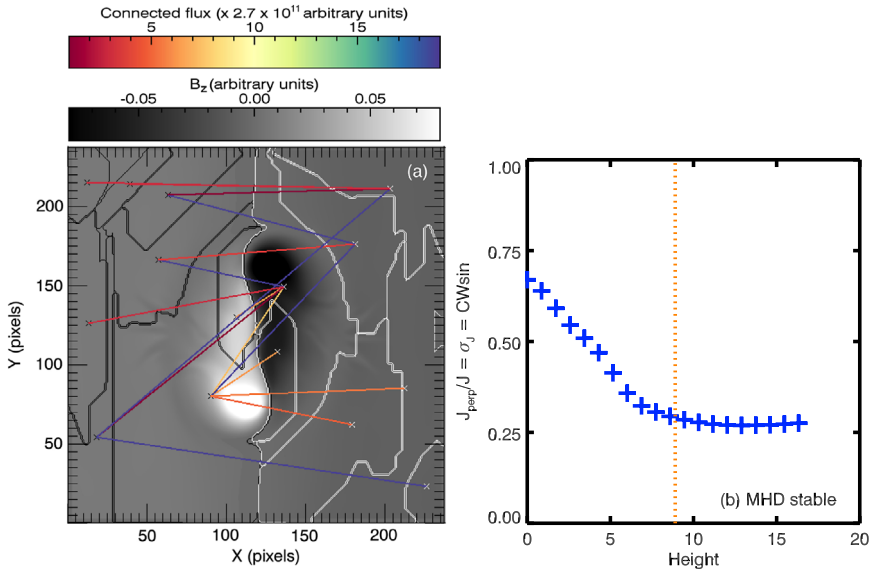 Connected flux (x 2.7 x 10¹¹ arbitrary units)
5 10 15
B_z (arbitrary units)
-0.05 0.00 0.05
(a)
200
150
100
50
Y (pixels)
50 100 150 200
X (pixels)
1.00
0.75
0.50
0.25
0.00
J_perp/J = σ_J = CWsin
(b) MHD stable
0 5 10 15 20
Height